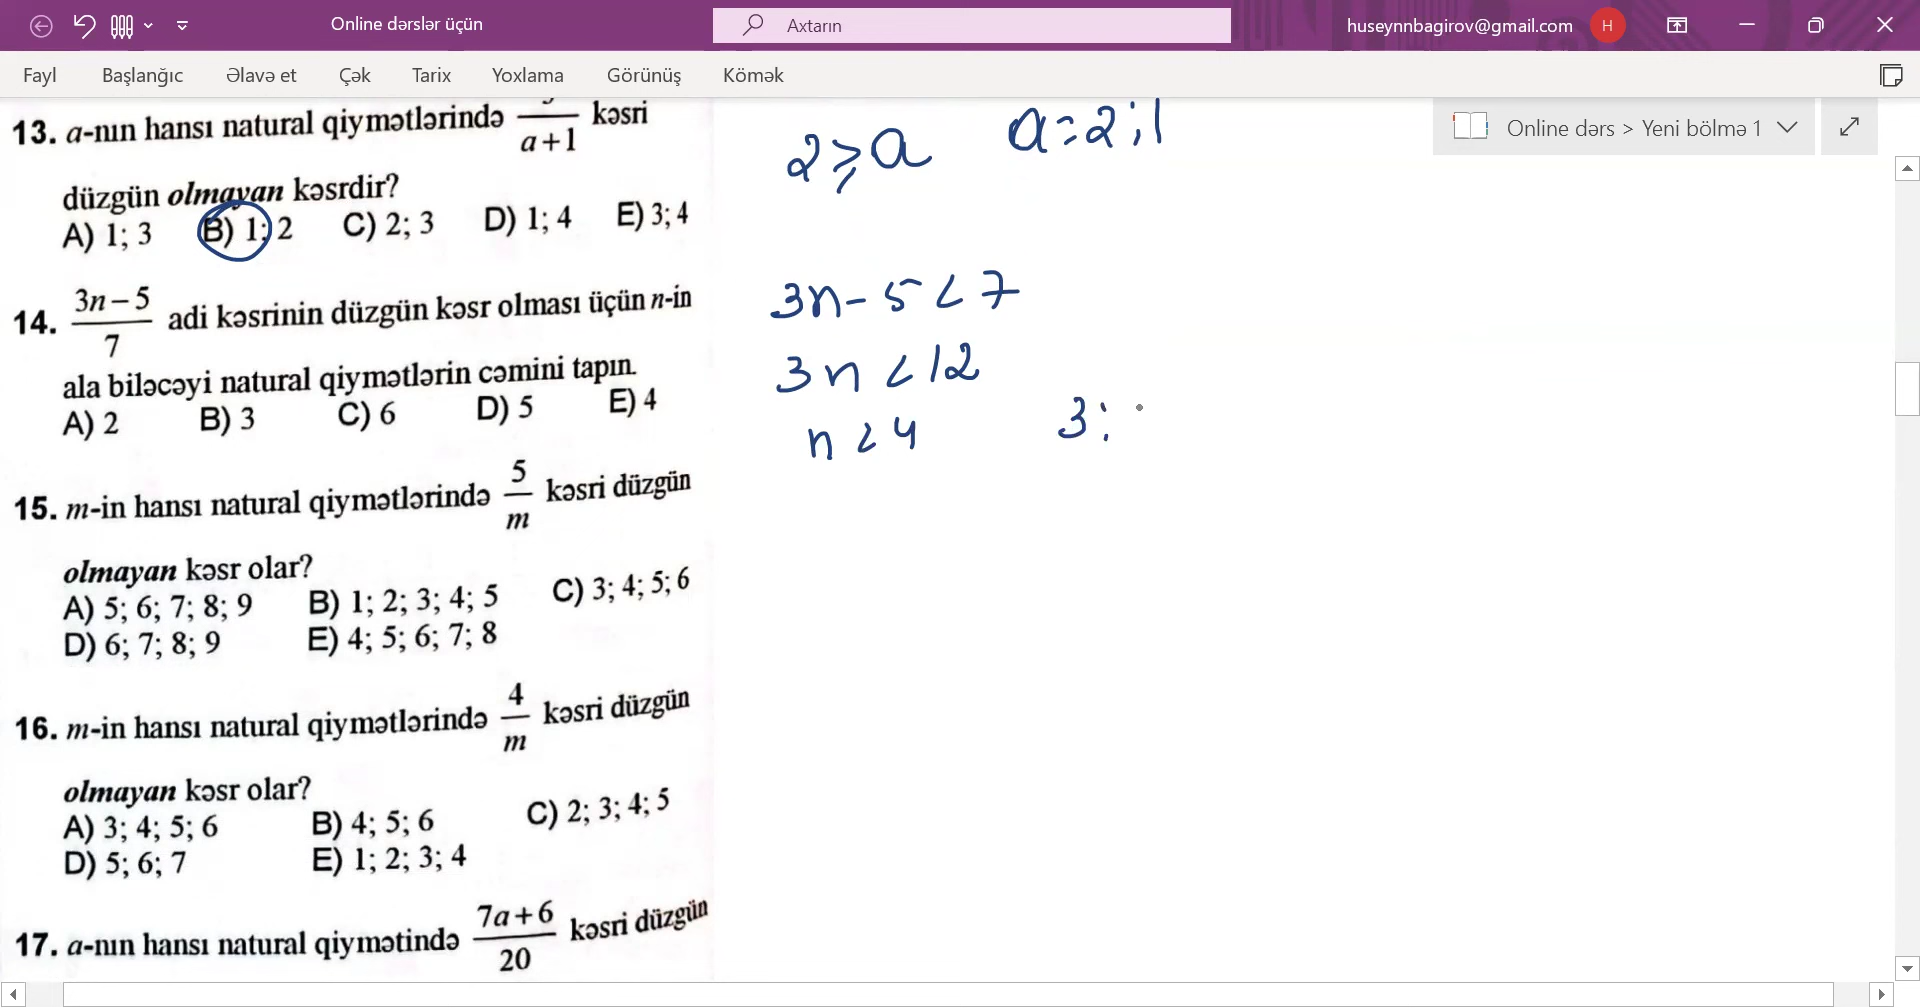 Online dərslər üçün
Axtarın
huseynnbagirov@gmail.com
H
Fayl Başlanğıc Əlavə et Çək Tarix Yoxlama Görünüş Kömək
Online dərs > Yeni bölmə 1
13. a-nın hansı natural qiymətlərində /a+1 kəsri
düzgün olmayan kəsrdir?
A) 1; 3 B) 1; 2 C) 2; 3 D) 1; 4 E) 3; 4
14. 3n−5/7 adi kəsrinin düzgün kəsr olması üçün n-in
ala biləcəyi natural qiymətlərin cəmini tapın.
A) 2 B) 3 C) 6 D) 5 E) 4
15. m-in hansı natural qiymətlərində 5/m kəsri düzgün
olmayan kəsr olar?
A) 5; 6; 7; 8; 9 B) 1; 2; 3; 4; 5 C) 3; 4; 5; 6
D) 6; 7; 8; 9 E) 4; 5; 6; 7; 8
16. m-in hansı natural qiymətlərində 4/m kəsri düzgün
olmayan kəsr olar?
A) 3; 4; 5; 6 B) 4; 5; 6 C) 2; 3; 4; 5
D) 5; 6; 7 E) 1; 2; 3; 4
17. a-nın hansı natural qiymətində 7a+6/20 kəsri düzgün
2⩾a a=2;1
3n-5<7
3n<12
n<4 3;